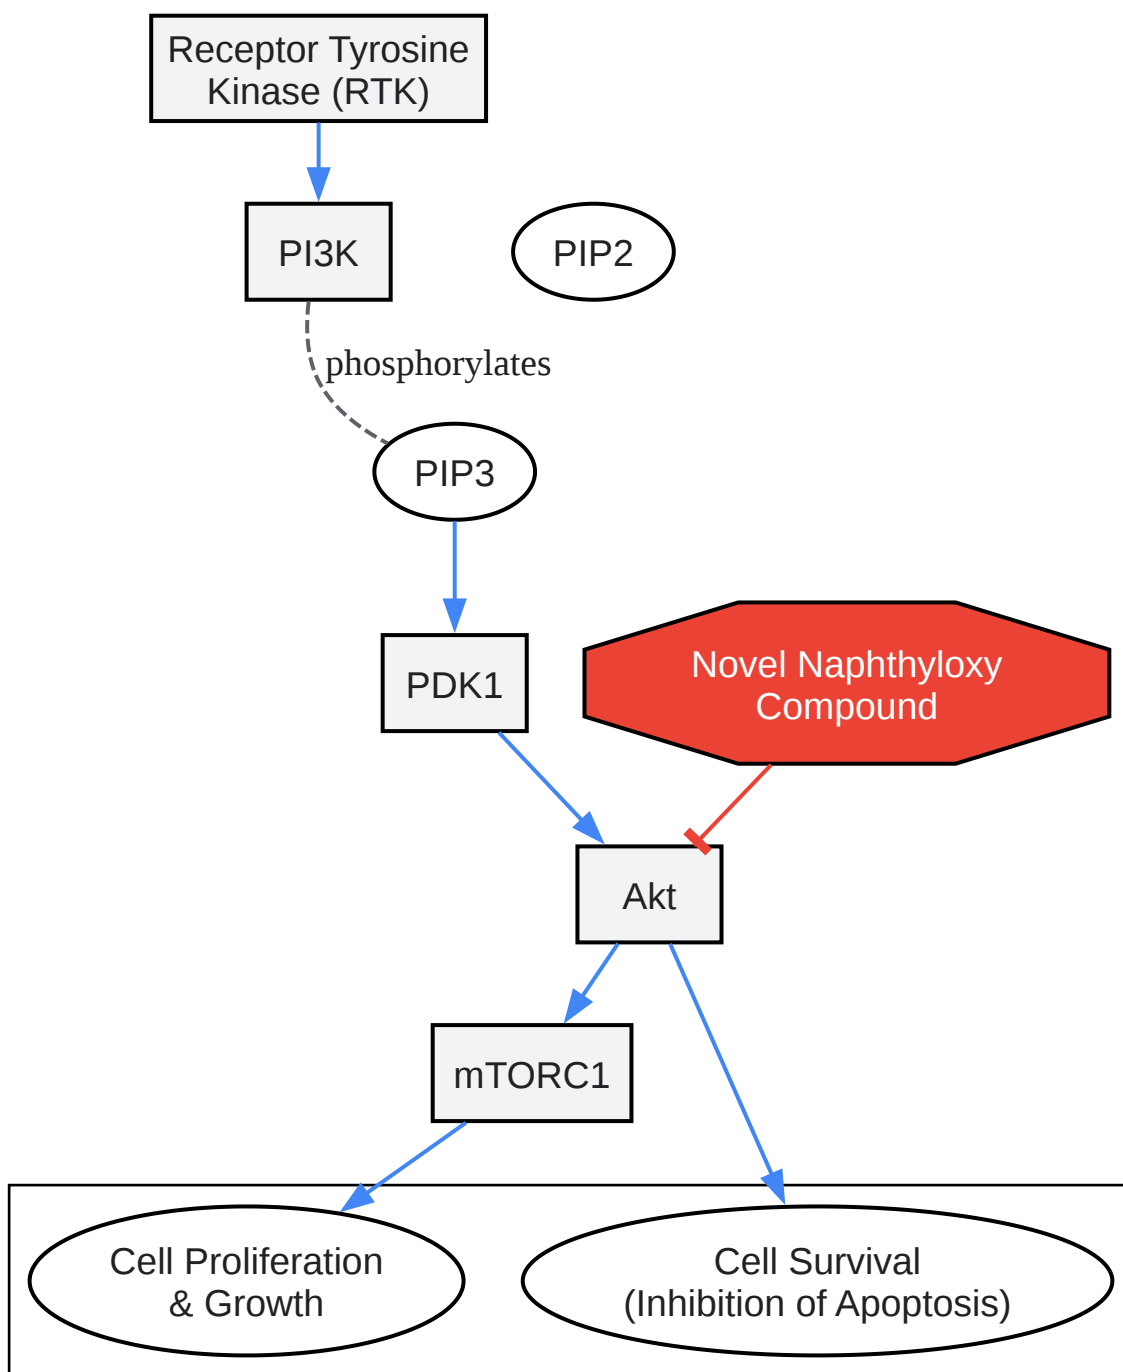 Receptor Tyrosine
Kinase (RTK)
PI3K
PIP2
phosphorylates
PIP3
PDK1
Novel Naphthyloxy
Compound
Akt
mTORC1
Cell Proliferation
& Growth
Cell Survival
(Inhibition of Apoptosis)